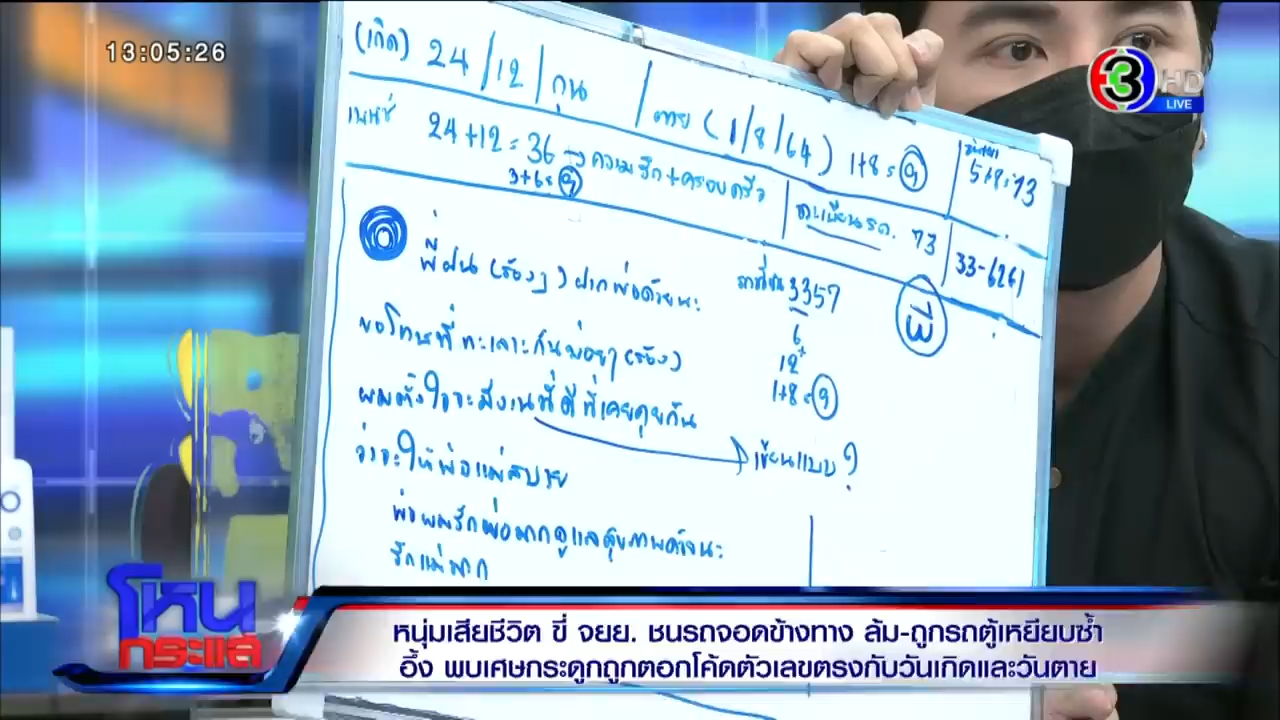 13:05:26
3 HD
LIVE
(เกิด) 24/12/กุน
ตาย (1/8/64) 1+8=9
5+8=13
24+12=36 → ความรัก+ครอบครัว
3+6=9
ทะเบียนรถ. 73
33-6261
พี่ฝน (ร้องๆ) ฝากพ่อด้วยนะ
3357
ผี
6
ขอโทษที่ทะเลาะกันบ่อยๆ (ร้อง)
12
1+8=9
ผมตั้งใจจะมีงานที่ดีที่เคยคุยกัน
เขียนแบบ?
ว่าจะให้พ่อแม่สบาย
พ่อผมรักพ่อมากดูแลสุขภาพด้วยนะ
รักแม่มาก
โหนกระแส
หนุ่มเสียชีวิต ขี่ จยย. ชนรถจอดข้างทาง ล้ม-ถูกรถตู้เหยียบซ้ำ
อึ้ง พบเศษกระดูกถูกตอกโค้ดตัวเลขตรงกับวันเกิดและวันตาย